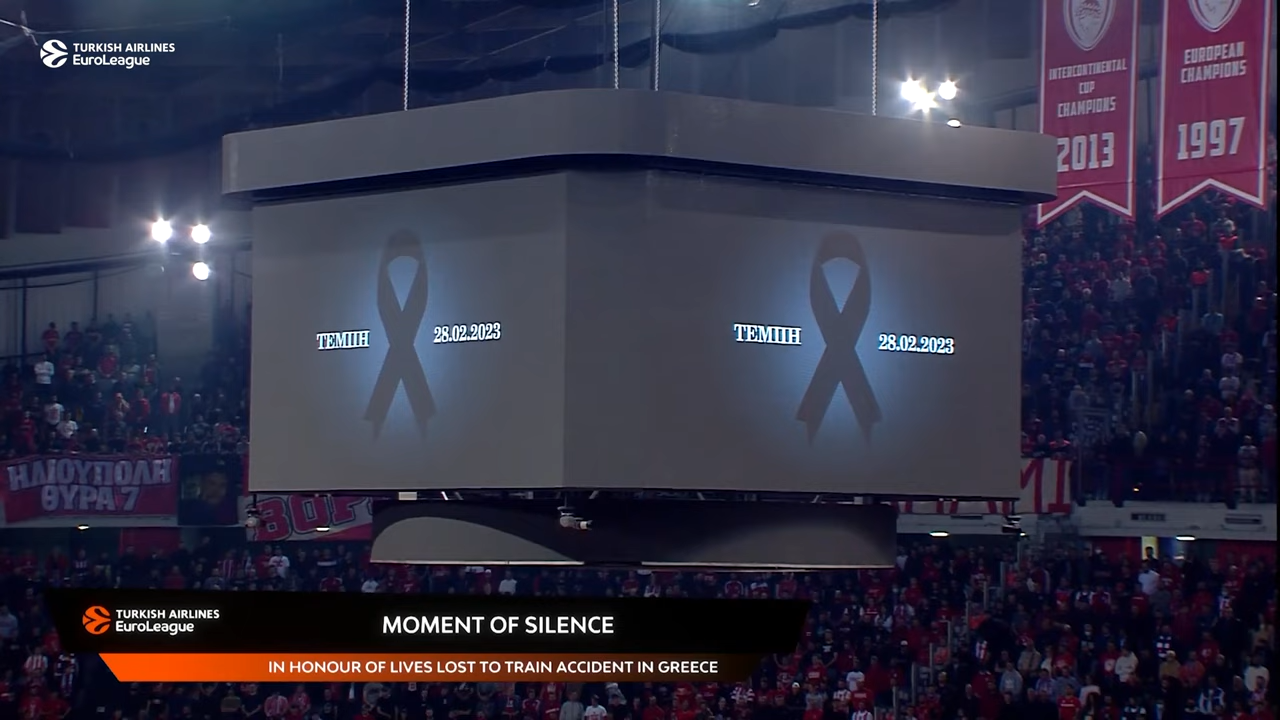 TURKISH AIRLINES
EuroLeague
INTERCONTINENTAL
CUP
CHAMPIONS
2013
EUROPEAN
CHAMPIONS
1997
ΤΕΜΠΗ
28.02.2023
ΤΕΜΠΗ
28.02.2023
ΗΛΙΟΥΠΟΛΗ
ΘΥΡΑ 7
TURKISH AIRLINES
EuroLeague
MOMENT OF SILENCE
IN HONOUR OF LIVES LOST TO TRAIN ACCIDENT IN GREECE